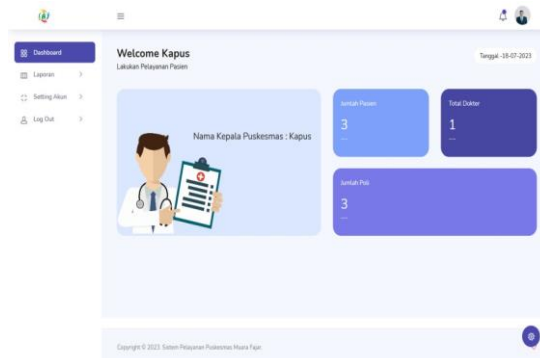 Dashboard
Laporan
Setting Akun
Log Out
Welcome Kapus
Lakukan Pelayanan Pasien
Tanggal -18-07-2023
Nama Kepala Puskesmas : Kapus
Jumlah Pasien
3
Total Dokter
1
Jumlah Poli
3
Copyright © 2023. Sistem Pelayanan Puskesmas Muara Fajar.